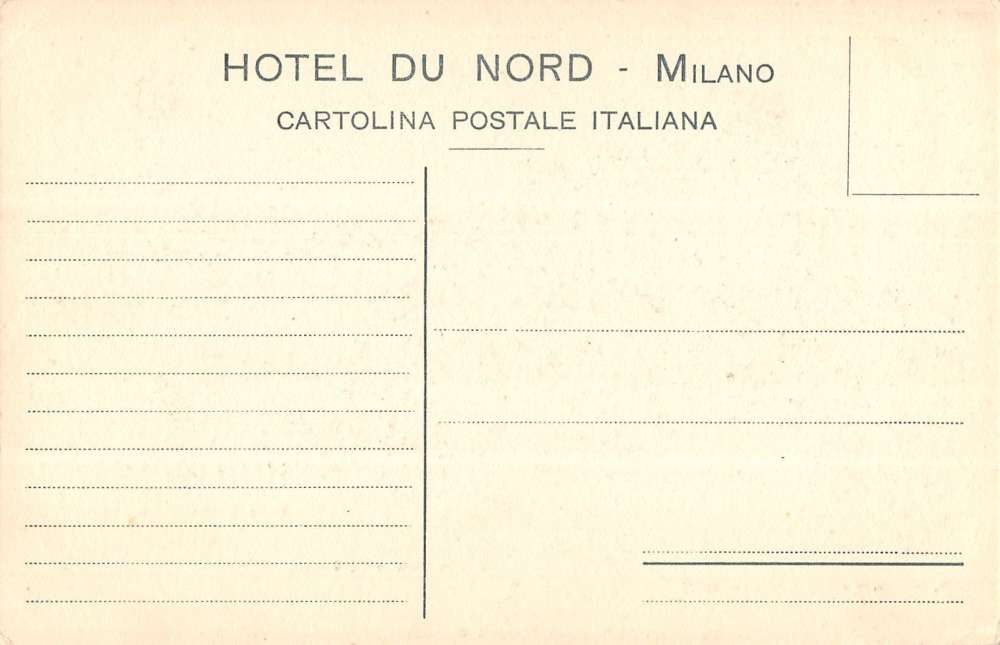 HOTEL DU NORD - MILANO
CARTOLINA POSTALE ITALIANA